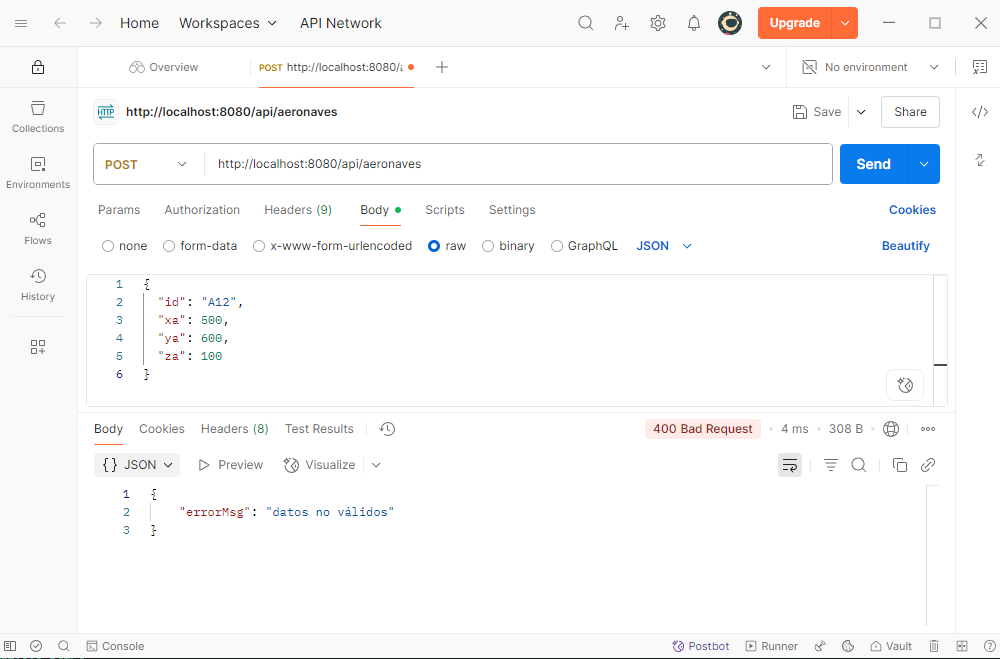 Home Workspaces API Network Upgrade
Overview POST http://localhost:8080/a No environment
Collections
Environments
Flows
History
HTTP http://localhost:8080/api/aeronaves Save Share
POST http://localhost:8080/api/aeronaves Send
Params Authorization Headers (9) Body Scripts Settings Cookies
none form-data x-www-form-urlencoded raw binary GraphQL JSON Beautify
1 {
2 "id": "A12",
3 "xa": 500,
4 "ya": 600,
5 "za": 100
6 }
Body Cookies Headers (8) Test Results 400 Bad Request • 4 ms • 308 B •
{} JSON Preview Visualize
1 {
2 "errorMsg": "datos no válidos"
3 }
Console Postbot Runner Vault